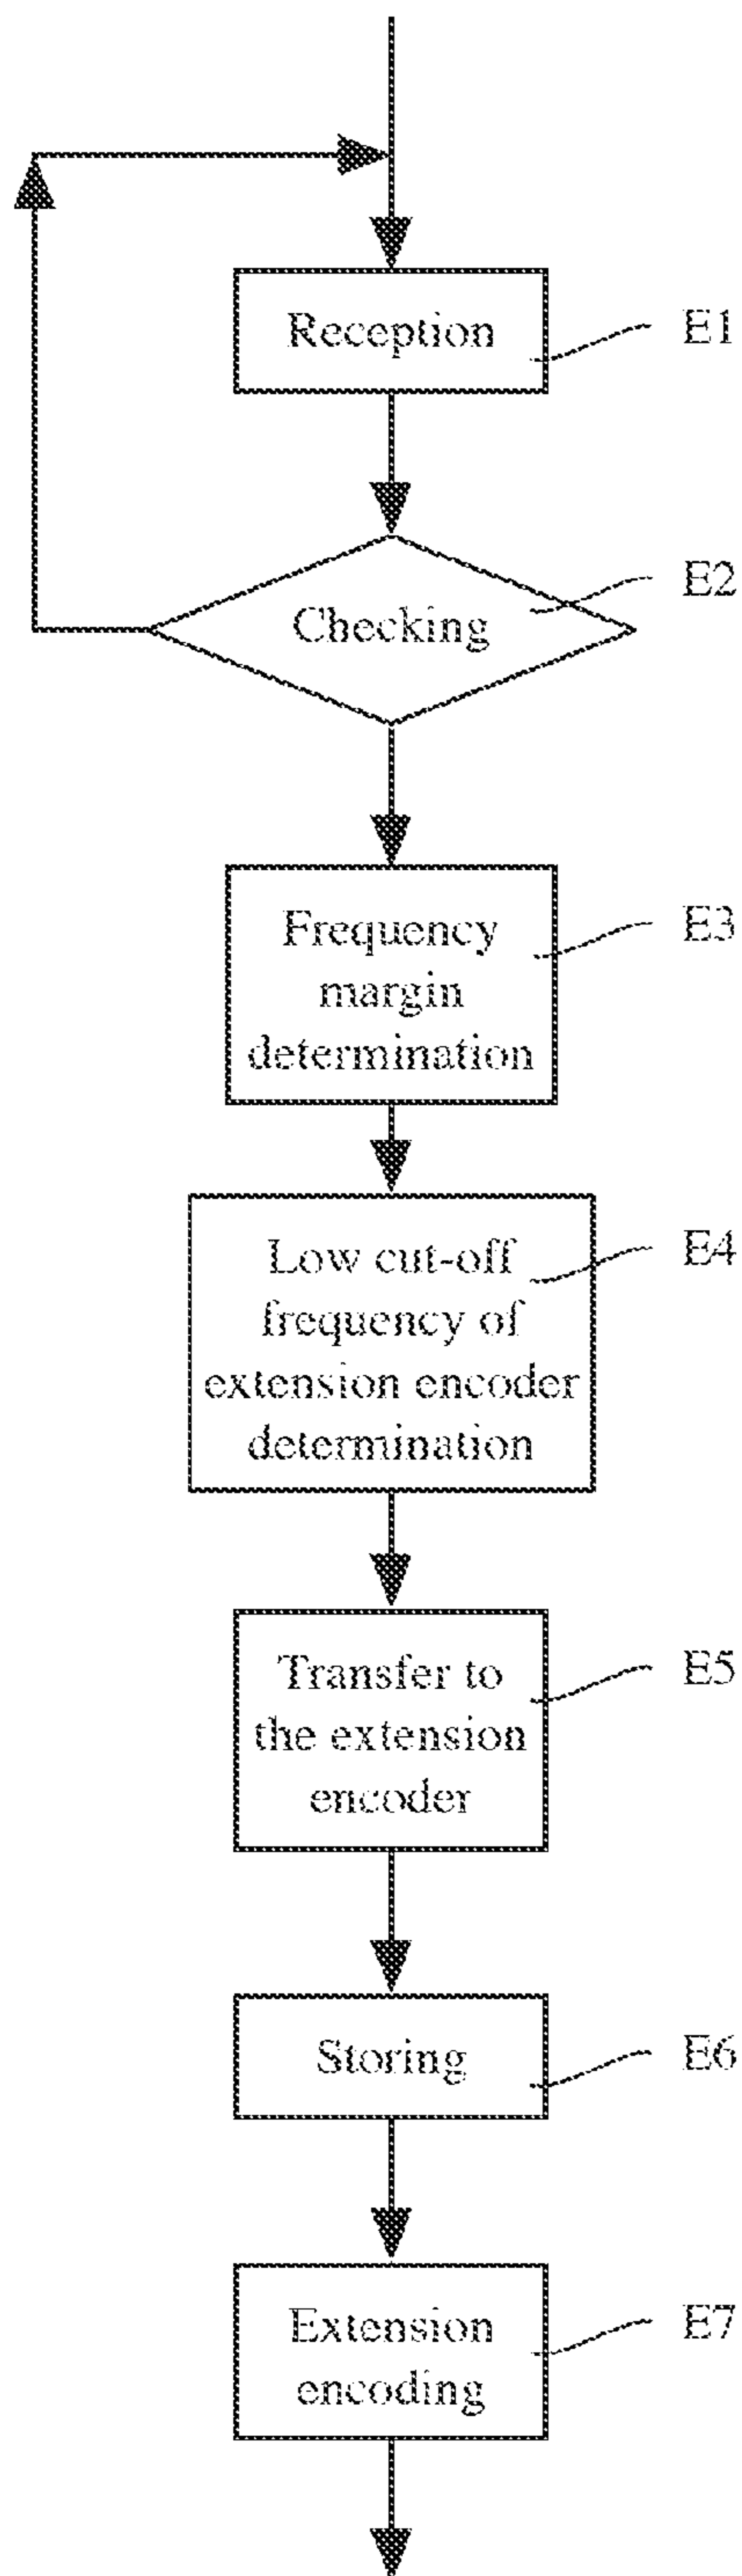 Reception
E1
Checking
E2
Frequency
margin
determination
E3
Low cut-off
frequency of
extension encoder
determination
E4
Transfer to
the extension
encoder
E5
Storing
E6
Extension
encoding
E7